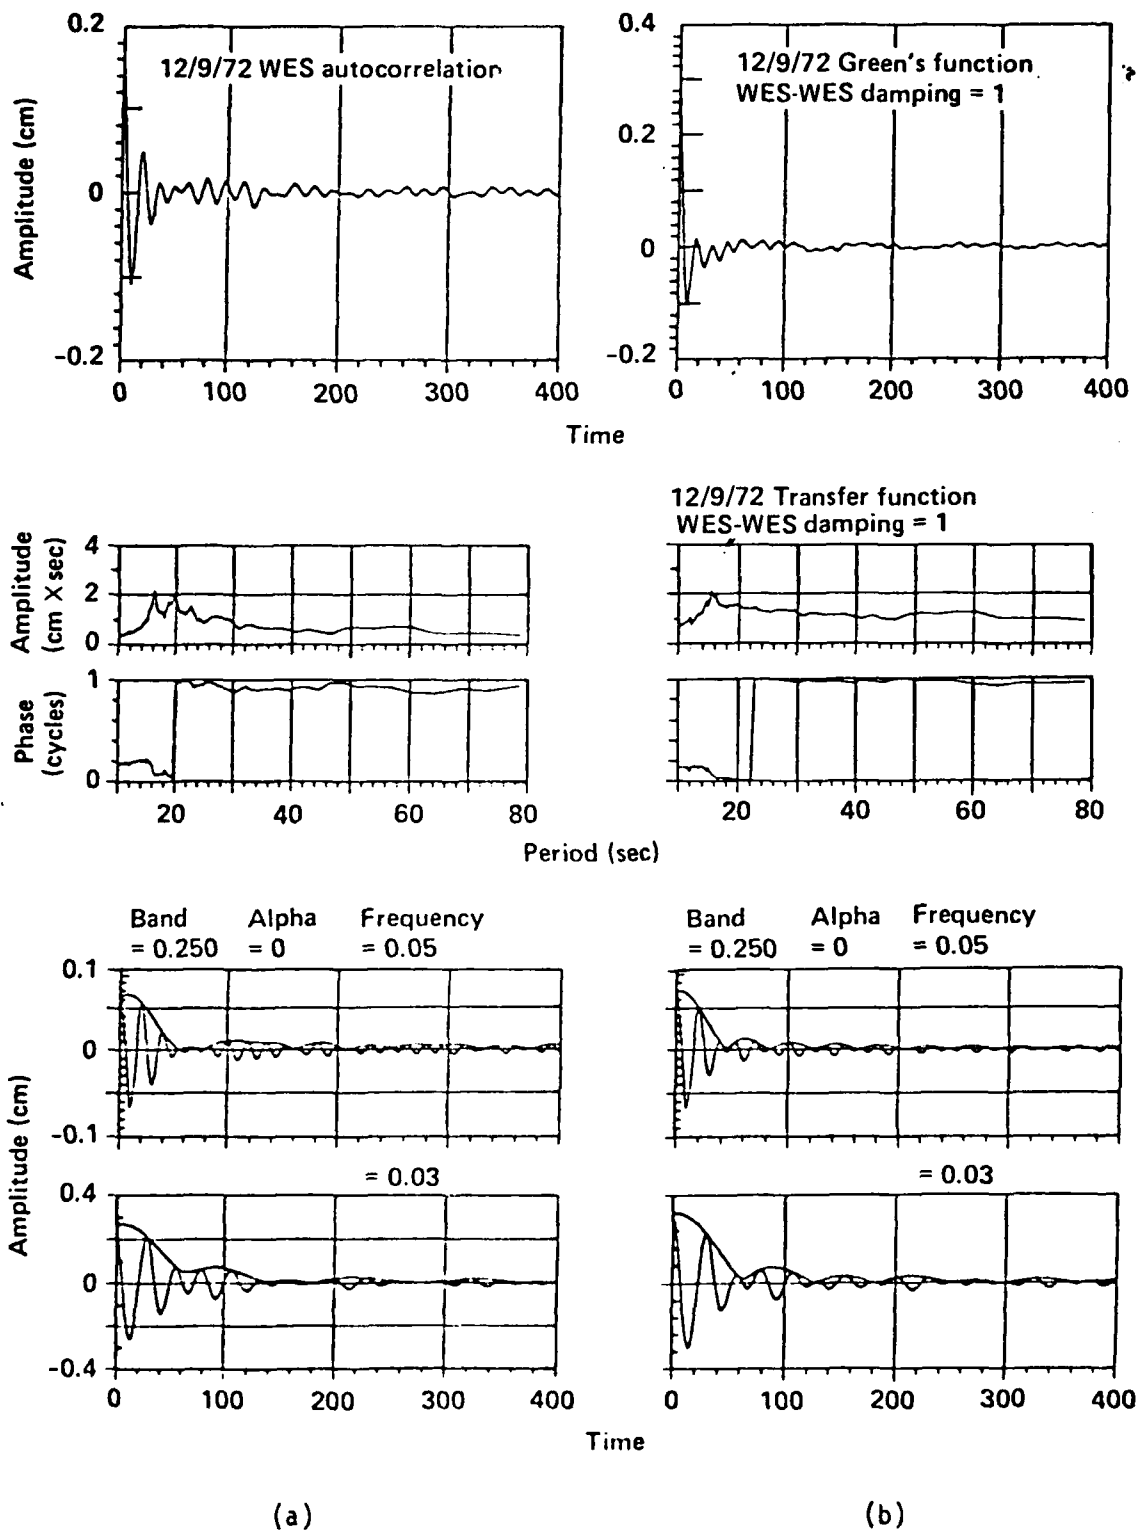 0.2
12/9/72 WES autocorrelation
Amplitude (cm)
0
-0.2
0 100 200 300 400
0.4
12/9/72 Green's function
WES-WES damping = 1
0.2
0
-0.2
0 100 200 300 400
Time
12/9/72 Transfer function
WES-WES damping = 1
Amplitude
(cm X sec)
4
2
0
Phase
(cycles)
1
0
20 40 60 80
20 40 60 80
Period (sec)
Band Alpha Frequency
= 0.250 = 0 = 0.05
Band Alpha Frequency
= 0.250 = 0 = 0.05
0.1
0
-0.1
Amplitude (cm)
= 0.03
= 0.03
0.4
0
-0.4
0 100 200 300 400
0 100 200 300 400
Time
(a)
(b)